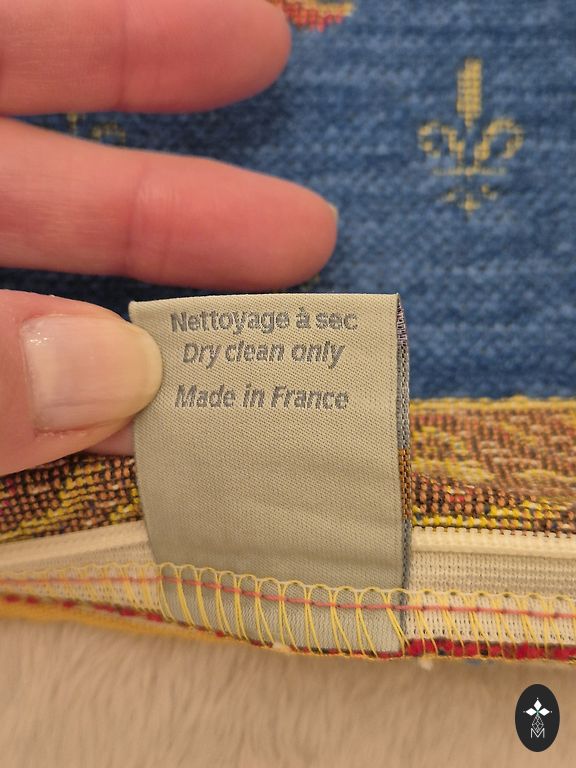 Nettoyage à sec
Dry clean only
Made in France
M